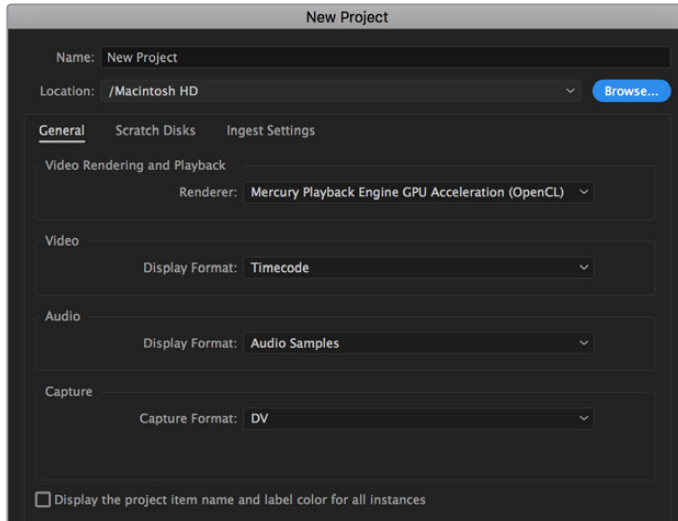 New Project
Name: New Project
Location: /Macintosh HD Browse...
General Scratch Disks Ingest Settings
Video Rendering and Playback
Renderer: Mercury Playback Engine GPU Acceleration (OpenCL)
Video
Display Format: Timecode
Audio
Display Format: Audio Samples
Capture
Capture Format: DV
Display the project item name and label color for all instances